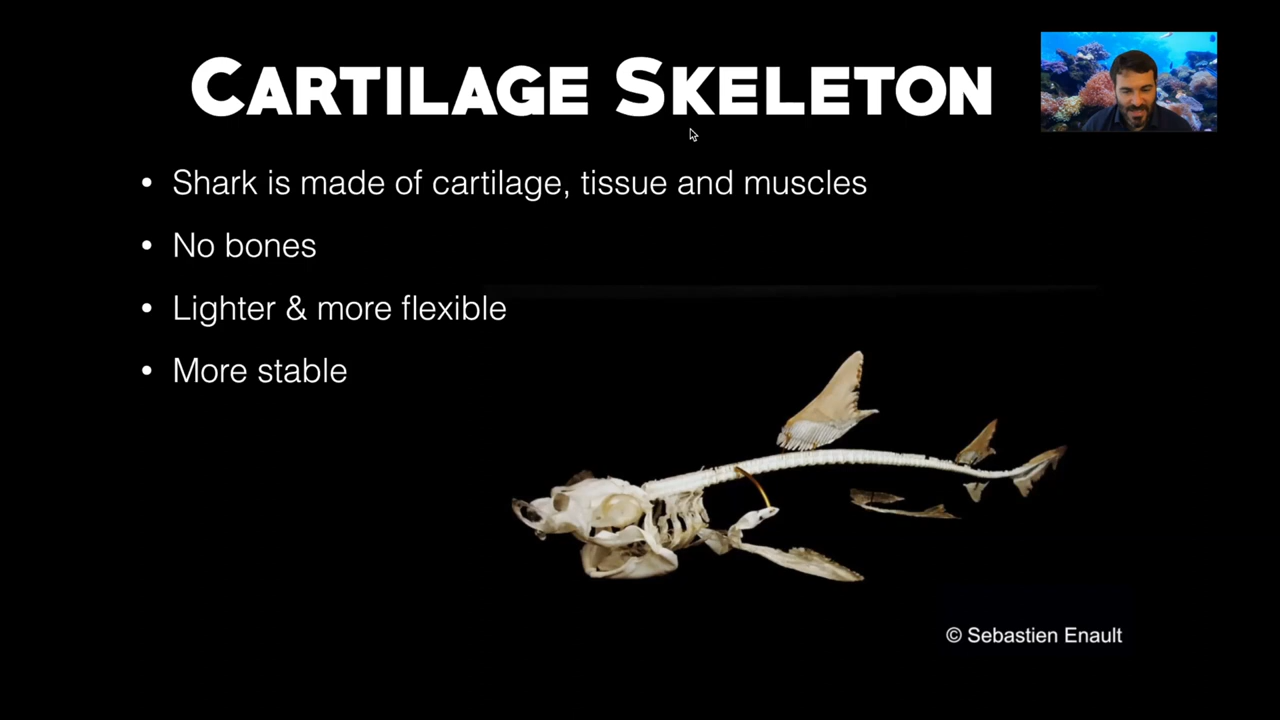 CARTILAGE SKELETON
• Shark is made of cartilage, tissue and muscles
• No bones
• Lighter & more flexible
• More stable
© Sebastien Enault